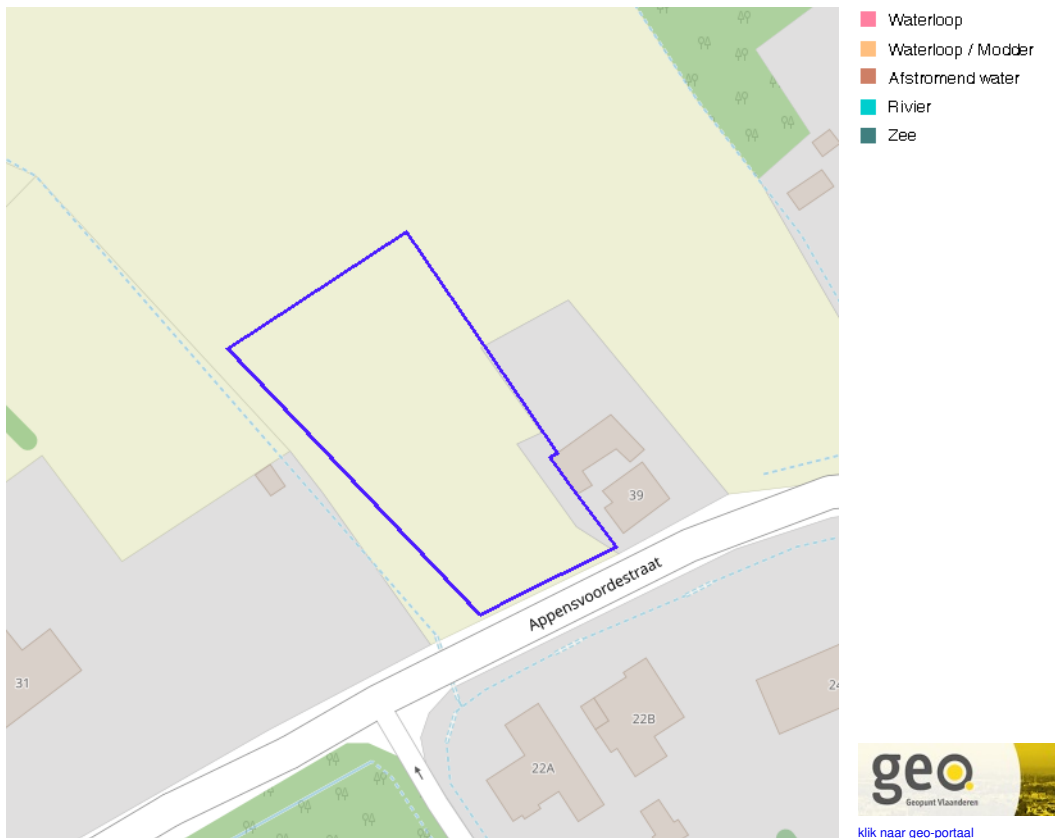 Waterloop
Waterloop / Modder
Afstromend water
Rivier
Zee
39
Appensvoordestraat
31
22B
22A
geo
Geopunt Vlaanderen
klik naar geo-portaal